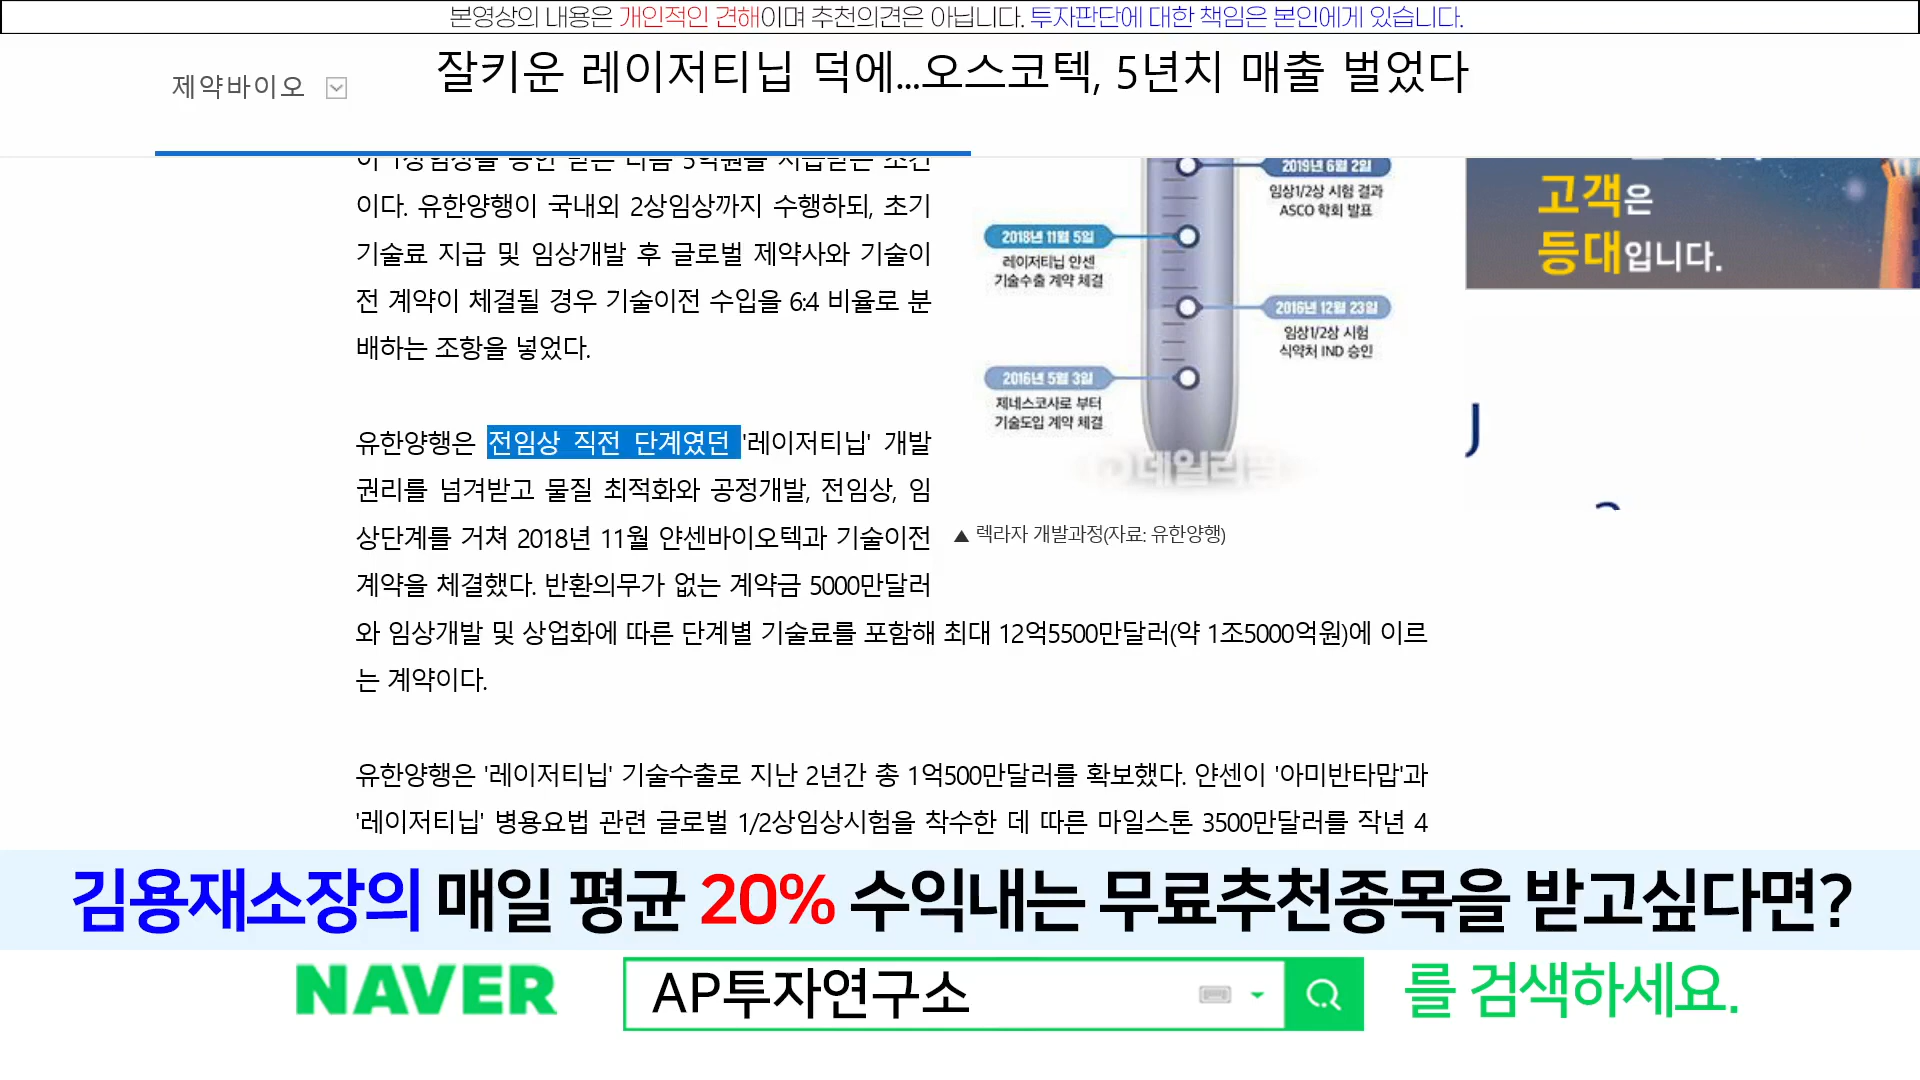 본영상의 내용은 개인적인 견해이며 추천의견은 아닙니다. 투자판단에 대한 책임은 본인에게 있습니다.
제약바이오
잘키운 레이저티닙 덕에...오스코텍, 5년치 매출 벌었다
이다. 유한양행이 국내외 2상임상까지 수행하되, 초기
기술료 지급 및 임상개발 후 글로벌 제약사와 기술이
전 계약이 체결될 경우 기술이전 수입을 6:4 비율로 분
배하는 조항을 넣었다.
유한양행은 전임상 직전 단계였던 '레이저티닙' 개발
권리를 넘겨받고 물질 최적화와 공정개발, 전임상, 임
상단계를 거쳐 2018년 11월 얀센바이오텍과 기술이전
계약을 체결했다. 반환의무가 없는 계약금 5000만달러
와 임상개발 및 상업화에 따른 단계별 기술료를 포함해 최대 12억5500만달러(약 1조5000억원)에 이르
는 계약이다.
유한양행은 '레이저티닙' 기술수출로 지난 2년간 총 1억500만달러를 확보했다. 얀센이 '아미반타맙'과
'레이저티닙' 병용요법 관련 글로벌 1/2상임상시험을 착수한 데 따른 마일스톤 3500만달러를 작년 4
2019년 6월 2일
임상1/2상 시험 결과
ASCO 학회 발표
2018년 11월 5일
레이저티닙 얀센
기술수출 계약 체결
2016년 12월 23일
임상1/2상 시험
식약처 IND 승인
2016년 5월 3일
제네스코사로 부터
기술도입 계약 체결
▲ 렉라자 개발과정(자료: 유한양행)
고객은
등대입니다.
J
김용재소장의 매일 평균 20% 수익내는 무료추천종목을 받고싶다면?
NAVER AP투자연구소 를 검색하세요.